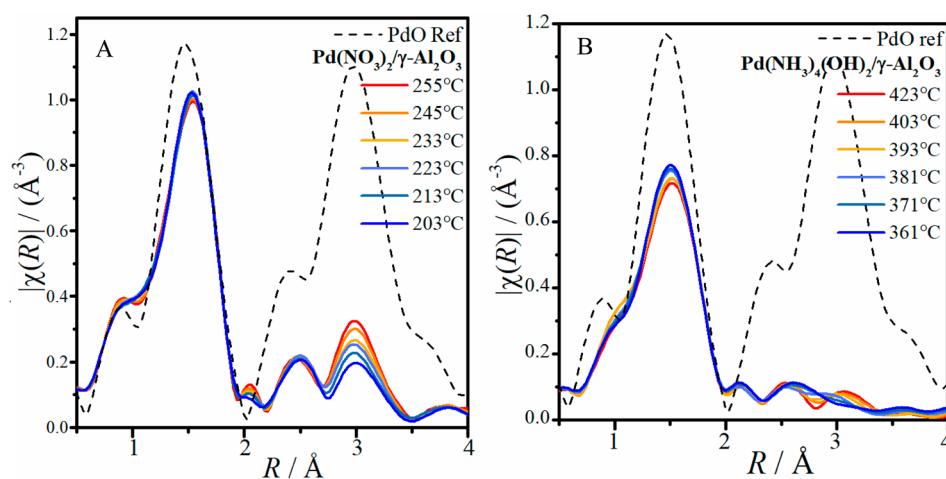 A
PdO Ref
Pd(NO₃)₂/γ-Al₂O₃
255°C
245°C
233°C
223°C
213°C
203°C
|χ(R)| / (Å⁻³)
1.2
1.0
0.8
0.6
0.4
0.2
0.0
1 2 3 4
R / Å
B
PdO ref
Pd(NH₃)₄(OH)₂/γ-Al₂O₃
423°C
403°C
393°C
381°C
371°C
361°C
|χ(R)| / (Å⁻³)
1.2
1.0
0.8
0.6
0.4
0.2
0.0
1 2 3 4
R / Å